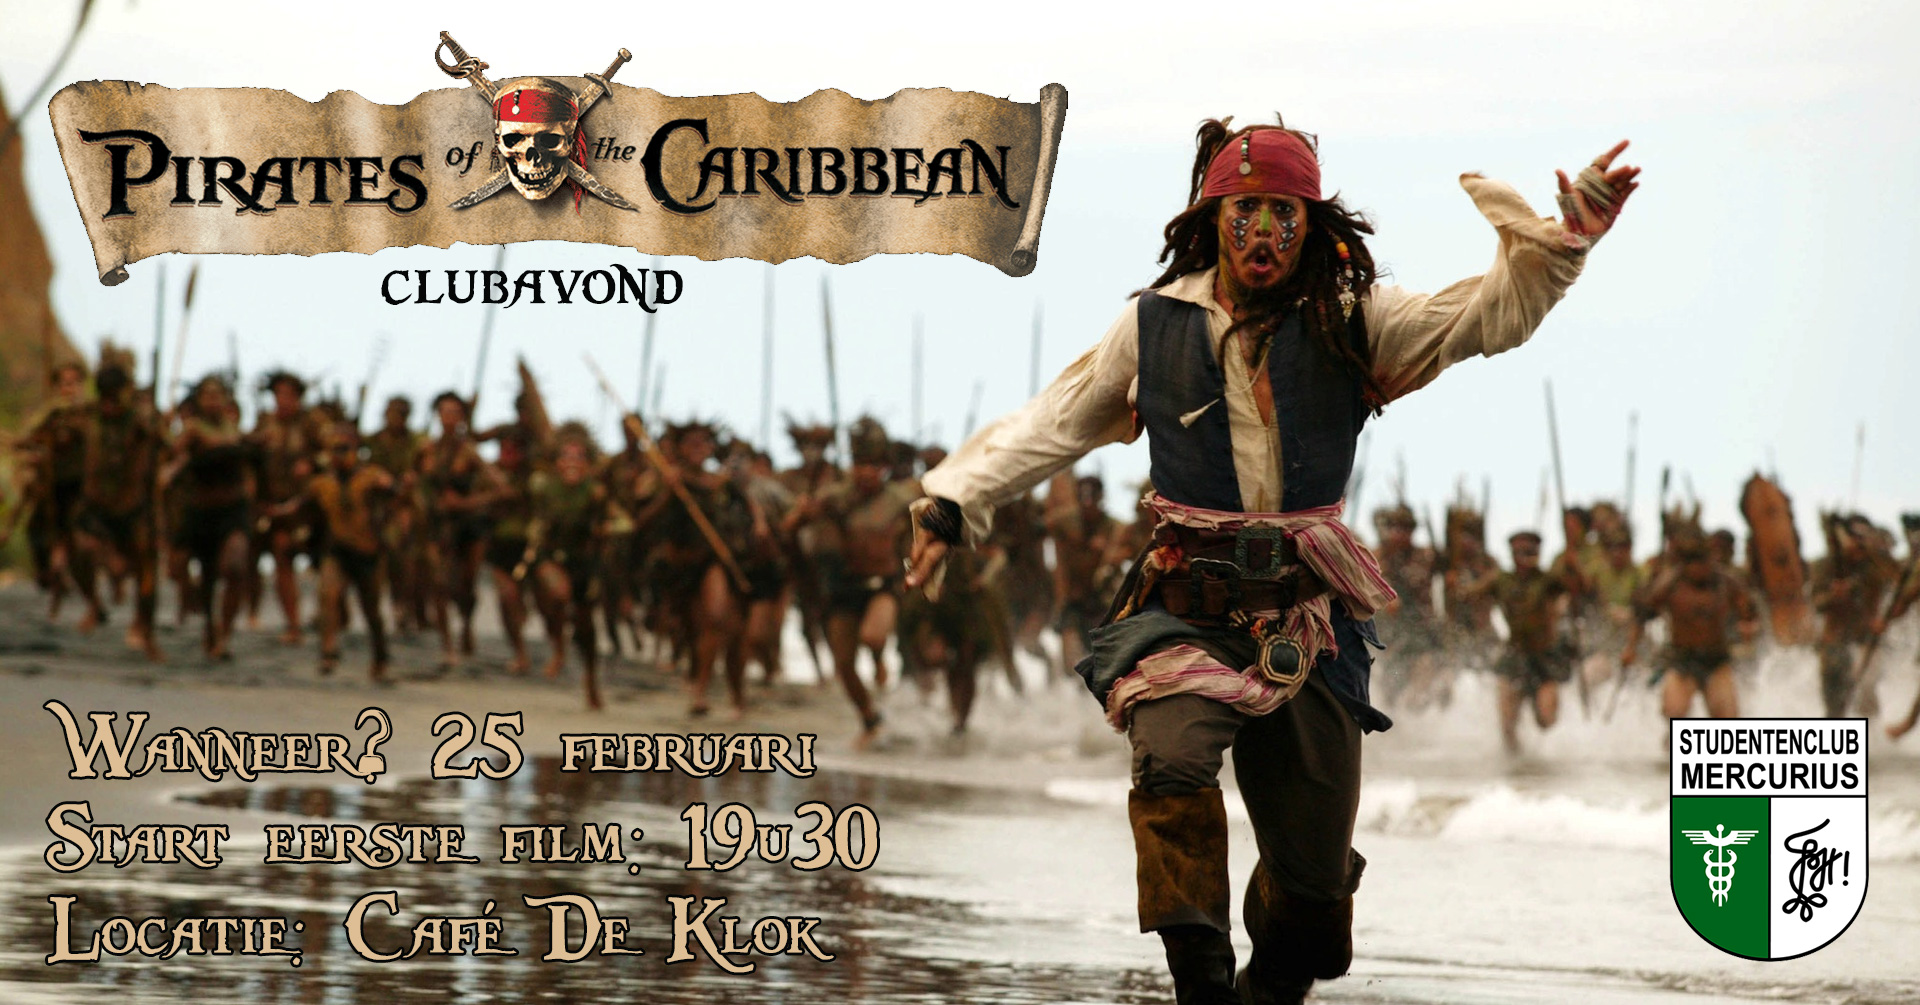 Pirates of the Caribbean
CLUBAVOND
Wanneer? 25 februari
Start eerste film: 19u30
Locatie: Café De Klok
STUDENTENCLUB
MERCURIUS